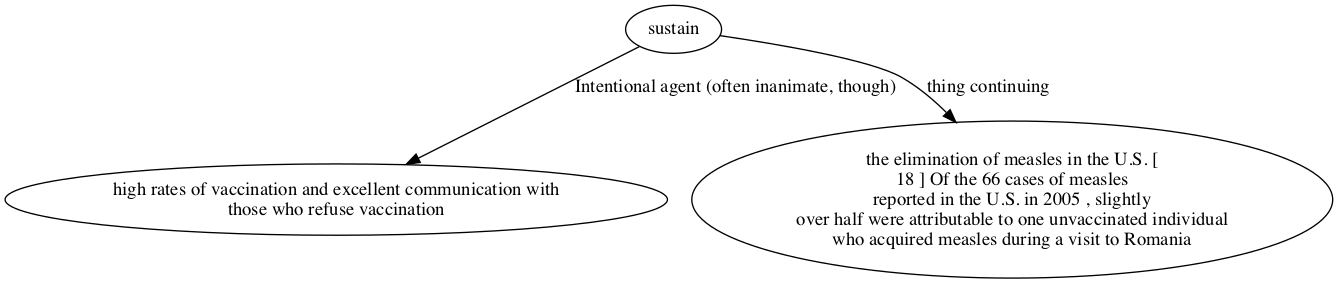 sustain
Intentional agent (often inanimate, though)
thing continuing
high rates of vaccination and excellent communication with
those who refuse vaccination
the elimination of measles in the U.S. [
18 ] Of the 66 cases of measles
reported in the U.S. in 2005 , slightly
over half were attributable to one unvaccinated individual
who acquired measles during a visit to Romania